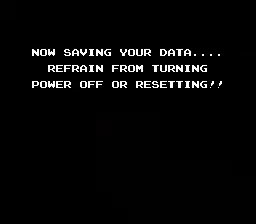 NOW SAVING YOUR DATA....
REFRAIN FROM TURNING
POWER OFF OR RESETTING!!